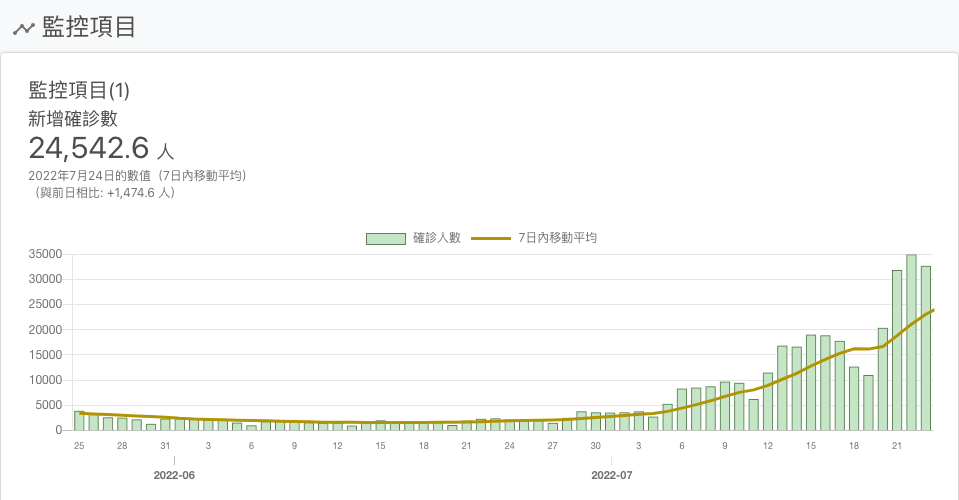 監控項目
監控項目(1)
新增確診數
24,542.6 人
2022年7月24日的數值（7日內移動平均）
（與前日相比: +1,474.6 人）
確診人數 7日內移動平均
35000
30000
25000
20000
15000
10000
5000
0
25 28 31 3 6 9 12 15 18 21 24 27 30 3 6 9 12 15 18 21
2022-06 2022-07